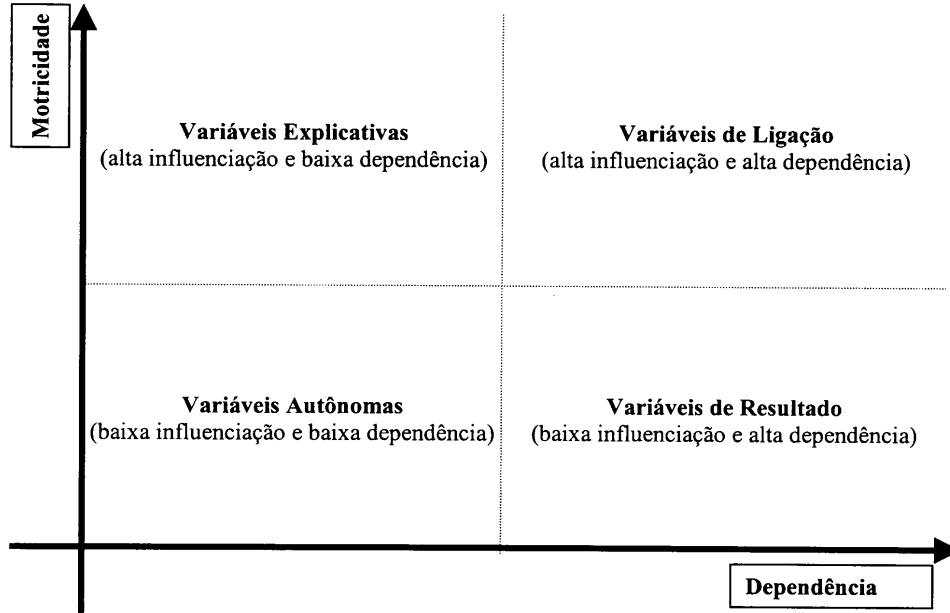 Motricidade
Variáveis Explicativas
(alta influenciação e baixa dependência)
Variáveis de Ligação
(alta influenciação e alta dependência)
Variáveis Autônomas
(baixa influenciação e baixa dependência)
Variáveis de Resultado
(baixa influenciação e alta dependência)
Dependência